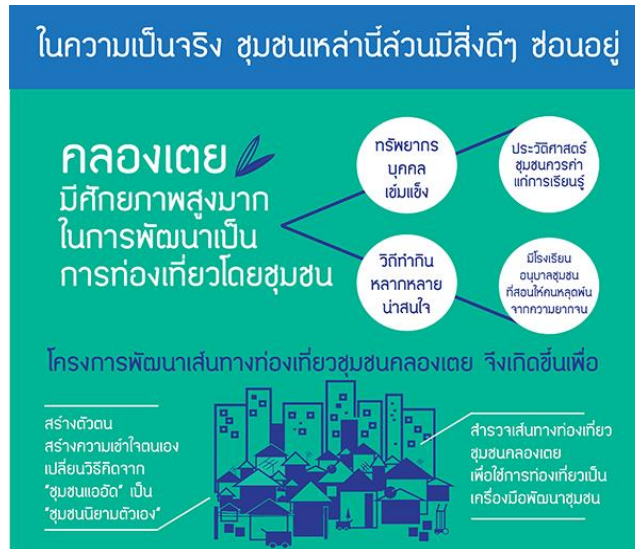 ในความเป็นจริง ชุมชนเหล่านี้ล้วนมีสิ่งดีๆ ซ่อนอยู่
คลองเตย
มีศักยภาพสูงมาก
ในการพัฒนาเป็น
การท่องเที่ยวโดยชุมชน
ทรัพยากร
บุคคล
เข้มแข็ง
ประวัติศาสตร์
ชุมชนควรค่า
แก่การเรียนรู้
วิถีทำกิน
หลากหลาย
น่าสนใจ
มีโรงเรียน
อนุบาลชุมชน
ที่สอนให้คนหลุดพ้น
จากความยากจน
โครงการพัฒนาเส้นทางท่องเที่ยวชุมชนคลองเตย จึงเกิดขึ้นเพื่อ
สร้างตัวตน
สร้างความเข้าใจตนเอง
เปลี่ยนวิธีคิดจาก
"ชุมชนแออัด" เป็น
"ชุมชนนิยามตัวเอง"
สำรวจเส้นทางท่องเที่ยว
ชุมชนคลองเตย
เพื่อใช้การท่องเที่ยวเป็น
เครื่องมือพัฒนาชุมชน